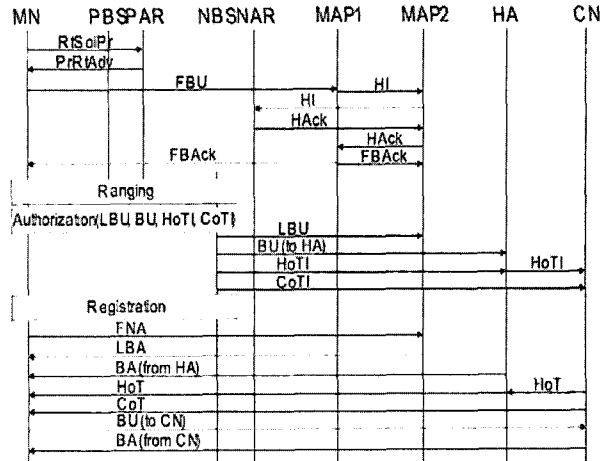 MN PBSPAR NBSNAR MAP1 MAP2 HA CN
RtSolPr
PrRtAdv
FBU HI
HI
HAck
HAck
FBAck FBAck
Ranging
Authorization(LBU, BU, HoTI, CoTI)
LBU
BU(to HA)
HoTI HoTI
CoTI
Registration
FNA
LBA
BA(from HA)
HoT HoT
CoT
BU(to CN)
BA(from CN)